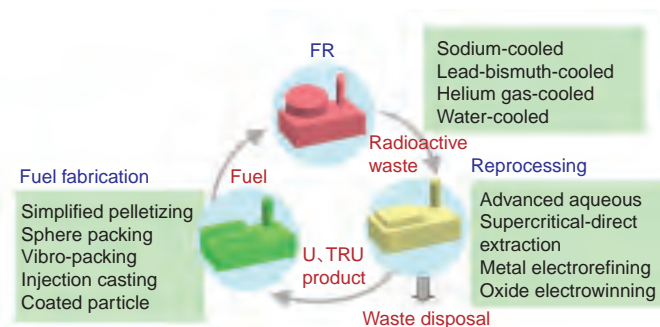 FR
Sodium-cooled
Lead-bismuth-cooled
Helium gas-cooled
Water-cooled
Radioactive
waste
Fuel fabrication
Fuel
Reprocessing
Simplified pelletizing
Sphere packing
Vibro-packing
Injection casting
Coated particle
Advanced aqueous
Supercritical-direct
extraction
Metal electrorefining
Oxide electrowinning
U、TRU
product
Waste disposal